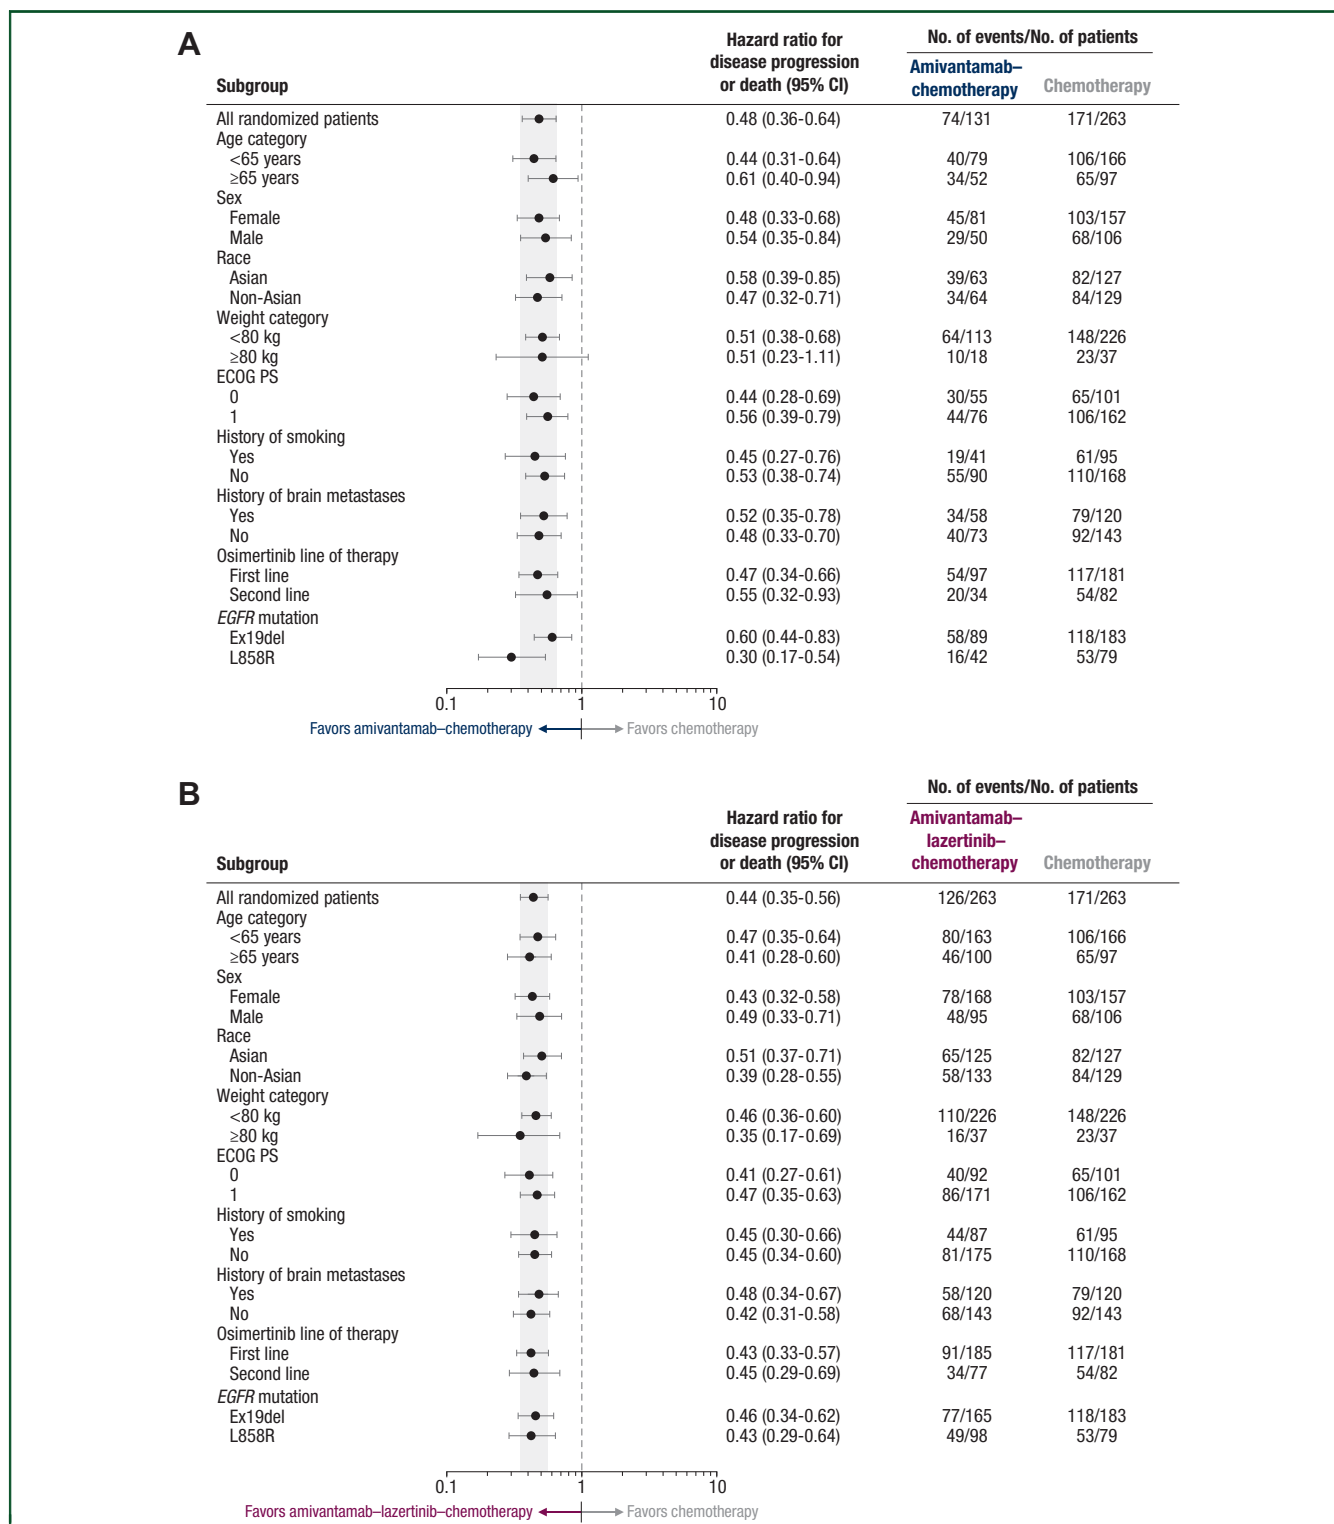 A
Hazard ratio for
disease progression
or death (95% CI)
No. of events/No. of patients
Subgroup
Amivantamab–
chemotherapy
Chemotherapy
All randomized patients 0.48 (0.36-0.64) 74/131 171/263
Age category
<65 years 0.44 (0.31-0.64) 40/79 106/166
≥65 years 0.61 (0.40-0.94) 34/52 65/97
Sex
Female 0.48 (0.33-0.68) 45/81 103/157
Male 0.54 (0.35-0.84) 29/50 68/106
Race
Asian 0.58 (0.39-0.85) 39/63 82/127
Non-Asian 0.47 (0.32-0.71) 34/64 84/129
Weight category
<80 kg 0.51 (0.38-0.68) 64/113 148/226
≥80 kg 0.51 (0.23-1.11) 10/18 23/37
ECOG PS
0 0.44 (0.28-0.69) 30/55 65/101
1 0.56 (0.39-0.79) 44/76 106/162
History of smoking
Yes 0.45 (0.27-0.76) 19/41 61/95
No 0.53 (0.38-0.74) 55/90 110/168
History of brain metastases
Yes 0.52 (0.35-0.78) 34/58 79/120
No 0.48 (0.33-0.70) 40/73 92/143
Osimertinib line of therapy
First line 0.47 (0.34-0.66) 54/97 117/181
Second line 0.55 (0.32-0.93) 20/34 54/82
EGFR mutation
Ex19del 0.60 (0.44-0.83) 58/89 118/183
L858R 0.30 (0.17-0.54) 16/42 53/79
0.1 1 10
Favors amivantamab–chemotherapy Favors chemotherapy
B
Hazard ratio for
disease progression
or death (95% CI)
No. of events/No. of patients
Subgroup
Amivantamab–
lazertinib–
chemotherapy
Chemotherapy
All randomized patients 0.44 (0.35-0.56) 126/263 171/263
Age category
<65 years 0.47 (0.35-0.64) 80/163 106/166
≥65 years 0.41 (0.28-0.60) 46/100 65/97
Sex
Female 0.43 (0.32-0.58) 78/168 103/157
Male 0.49 (0.33-0.71) 48/95 68/106
Race
Asian 0.51 (0.37-0.71) 65/125 82/127
Non-Asian 0.39 (0.28-0.55) 58/133 84/129
Weight category
<80 kg 0.46 (0.36-0.60) 110/226 148/226
≥80 kg 0.35 (0.17-0.69) 16/37 23/37
ECOG PS
0 0.41 (0.27-0.61) 40/92 65/101
1 0.47 (0.35-0.63) 86/171 106/162
History of smoking
Yes 0.45 (0.30-0.66) 44/87 61/95
No 0.45 (0.34-0.60) 81/175 110/168
History of brain metastases
Yes 0.48 (0.34-0.67) 58/120 79/120
No 0.42 (0.31-0.58) 68/143 92/143
Osimertinib line of therapy
First line 0.43 (0.33-0.57) 91/185 117/181
Second line 0.45 (0.29-0.69) 34/77 54/82
EGFR mutation
Ex19del 0.46 (0.34-0.62) 77/165 118/183
L858R 0.43 (0.29-0.64) 49/98 53/79
0.1 1 10
Favors amivantamab–lazertinib–chemotherapy Favors chemotherapy